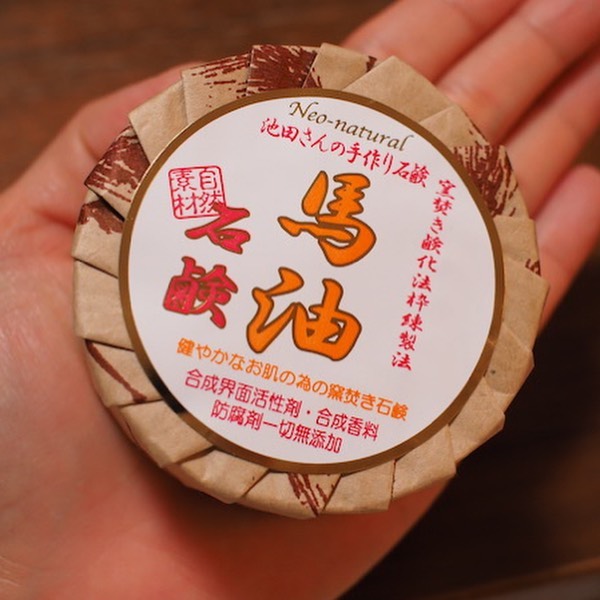 Neo-natural
池田さんの手作り石鹸
窯焚き鹸化法枠練製法
自然
素材
馬油
石鹸
健やかなお肌の為の窯焚き石鹸
合成界面活性剤・合成香料
防腐剤一切無添加